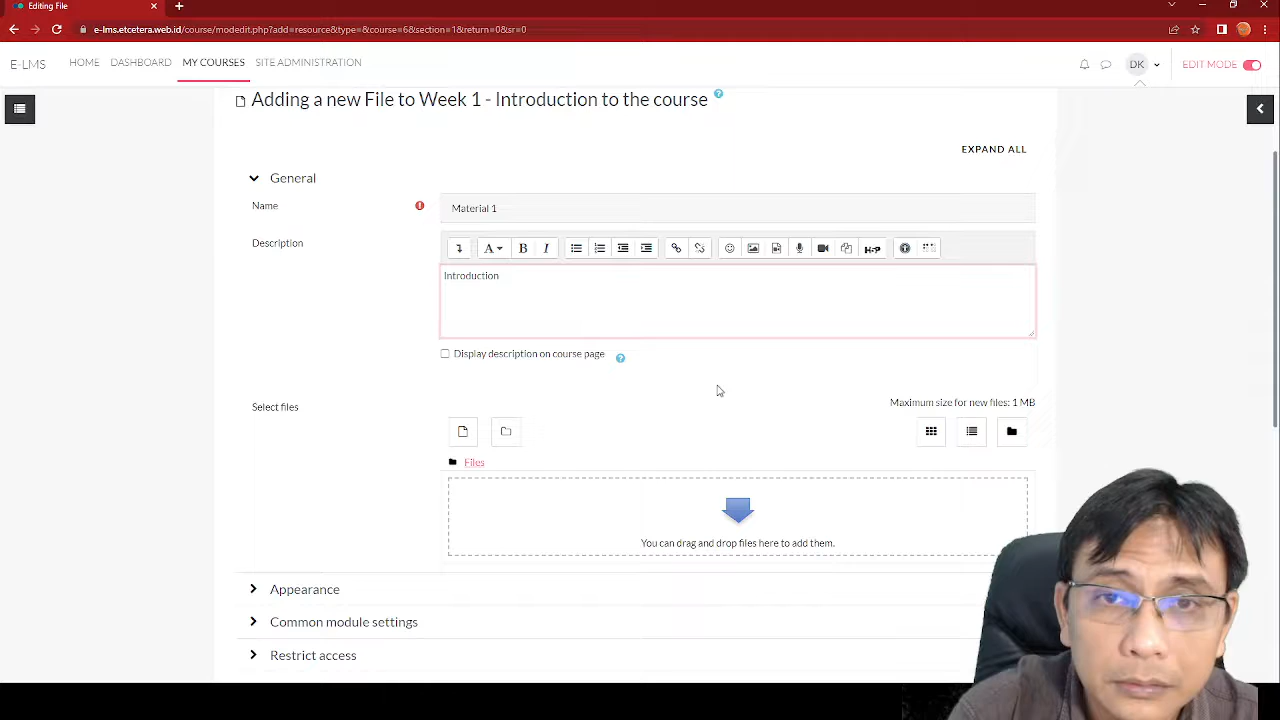 Editing File
e-lms.etcetera.web.id/course/modedit.php?add=resource&type=&course=6&section=1&return=0&sr=0
E-LMS HOME DASHBOARD MY COURSES SITE ADMINISTRATION DK EDIT MODE
Adding a new File to Week 1 - Introduction to the course
EXPAND ALL
General
Name Material 1
Description
A B I H-P
Introduction
Display description on course page
Select files Maximum size for new files: 1 MB
Files
You can drag and drop files here to add them.
Appearance
Common module settings
Restrict access